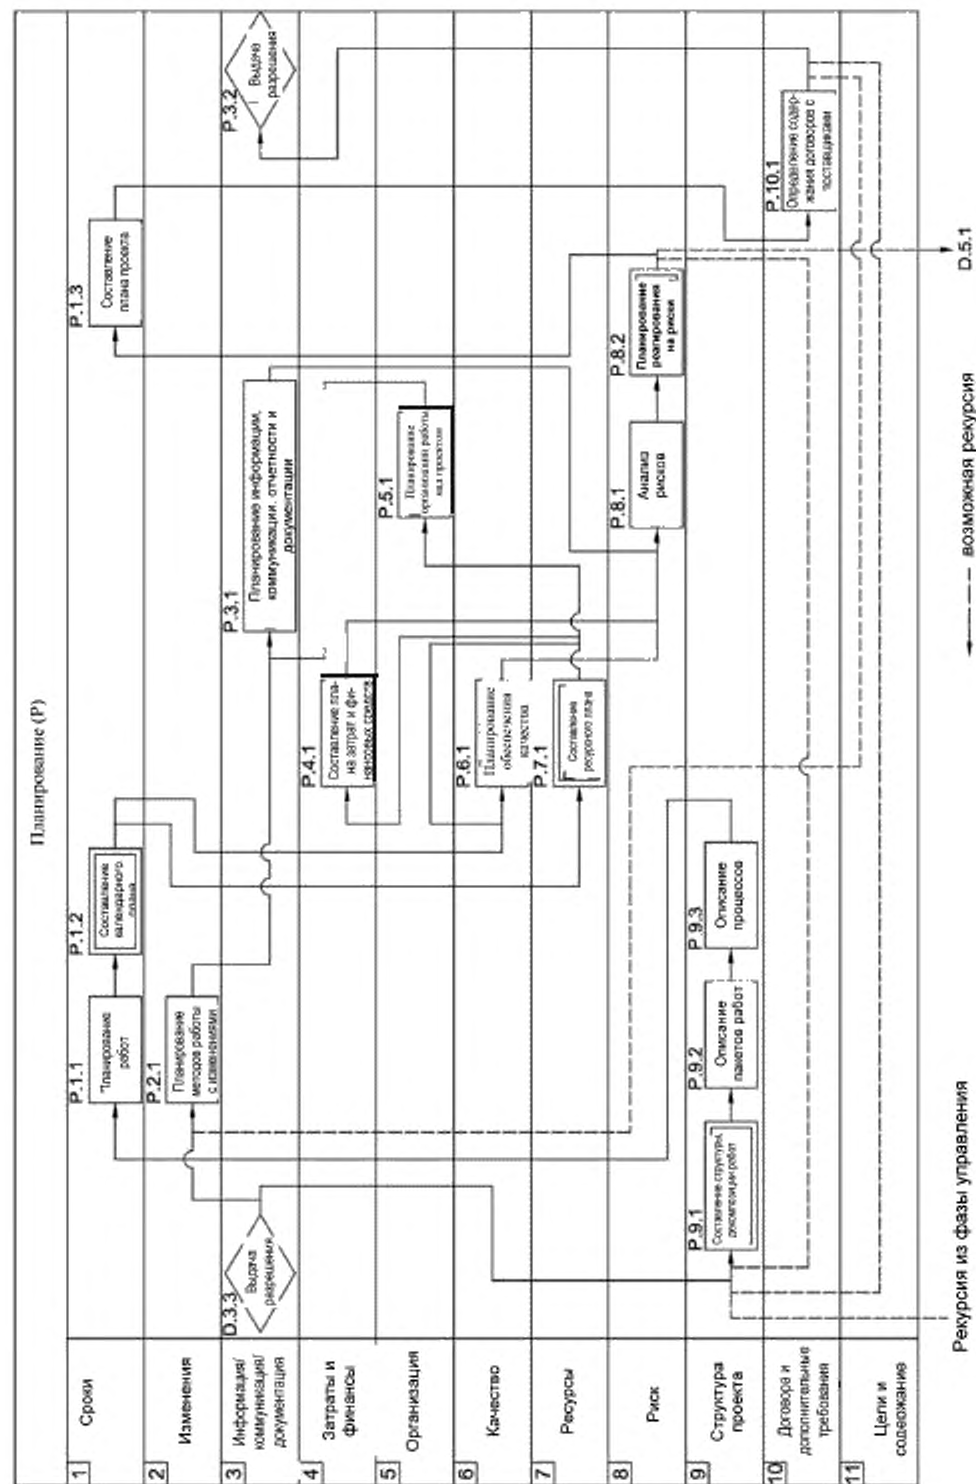 Планирование (Р)
1
Сроки
P.1.1
Планирование
работ
P.1.2
Составление
календарного
плана
P.1.3
Составление
плана проекта
2
Изменения
P.2.1
Планирование
методов работы
с изменениями
3
Информация/
коммуникация/
документация
D.3.3
Выдача
разрешения
P.3.1
Планирование информации,
коммуникации, отчетности и
документации
P.3.2
Выдача
разрешения
4
Затраты и
финансы
P.4.1
Составление пла-
на затрат и фи-
нансовых средств
5
Организация
P.5.1
Планирование
организации работы
над проектом
6
Качество
P.6.1
Планирование
обеспечения
качества
7
Ресурсы
P.7.1
Составление
ресурсного плана
8
Риск
P.8.1
Анализ
рисков
P.8.2
Планирование
реагирования
на риски
9
Структура
проекта
P.9.1
Составление структуры
декомпозиции работ
P.9.2
Описание
пакетов работ
P.9.3
Описание
процессов
10
Договора и
дополнительные
требования
P.10.1
Определение содер-
жания договоров с
поставщиками
11
Цели и
содержание
D.5.1
Рекурсия из фазы управления
возможная рекурсия